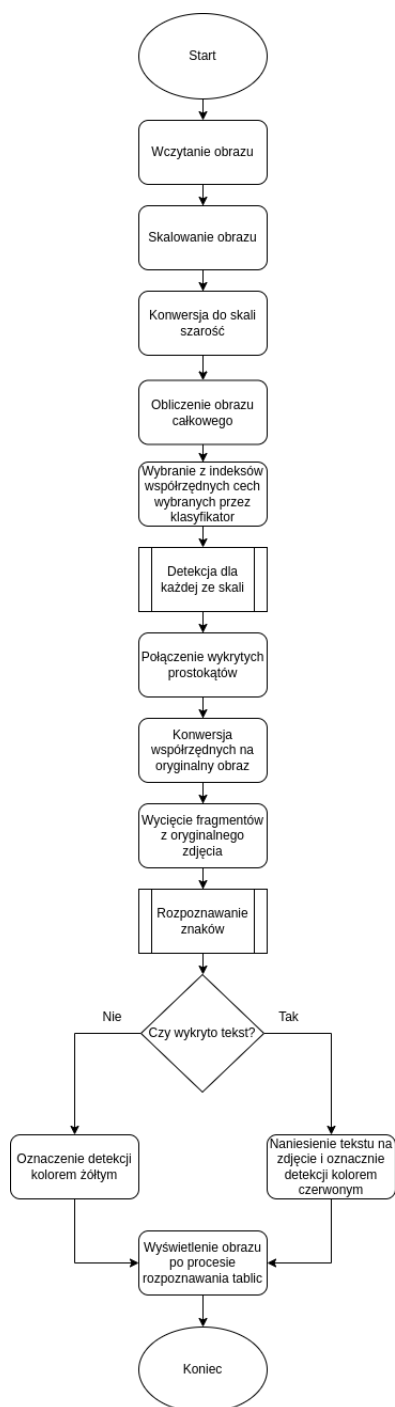 Start
Wczytanie obrazu
Skalowanie obrazu
Konwersja do skali
szarość
Obliczenie obrazu
całkowego
Wybranie z indeksów
współrzędnych cech
wybranych przez
klasyfikator
Detekcja dla
każdej ze skali
Połączenie wykrytych
prostokątów
Konwersja
współrzędnych na
oryginalny obraz
Wycięcie fragmentów
z oryginalnego
zdjęcia
Rozpoznawanie
znaków
Czy wykryto tekst?
Nie
Tak
Oznaczenie detekcji
kolorem żółtym
Naniesienie tekstu na
zdjęcie i oznacznie
detekcji kolorem
czerwonym
Wyświetlenie obrazu
po procesie
rozpoznawania tablic
Koniec